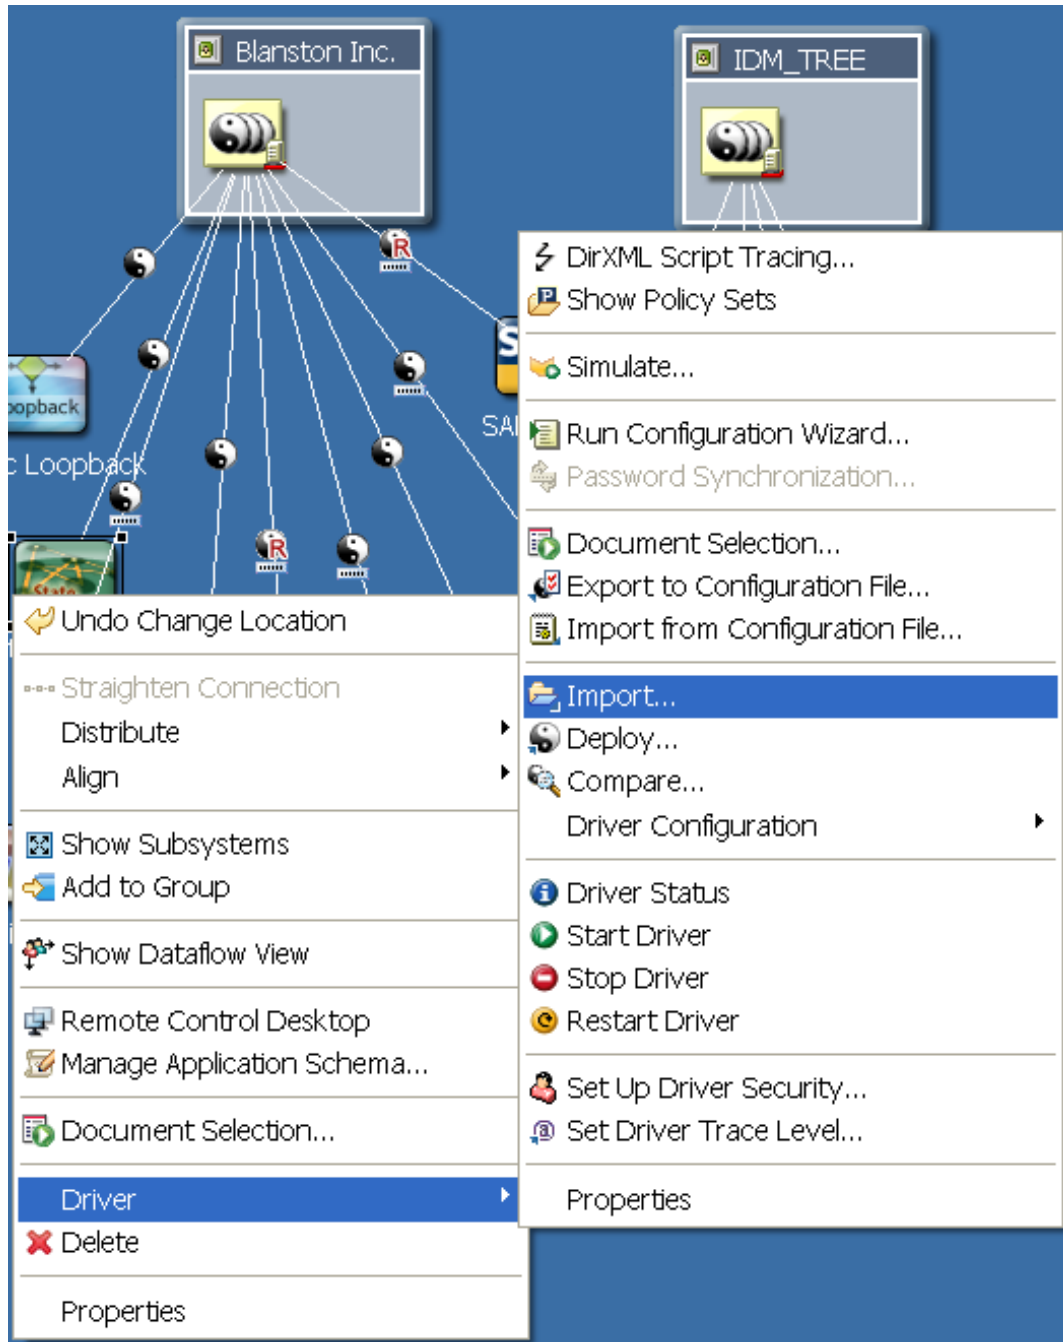 Blanston Inc.
IDM_TREE
R
S
oopback
SA
c Loopback
R
State
Undo Change Location
Straighten Connection
Distribute
Align
Show Subsystems
Add to Group
Show Dataflow View
Remote Control Desktop
Manage Application Schema...
Document Selection...
Driver
Delete
Properties
DirXML Script Tracing...
Show Policy Sets
Simulate...
Run Configuration Wizard...
Password Synchronization...
Document Selection...
Export to Configuration File...
Import from Configuration File...
Import...
Deploy...
Compare...
Driver Configuration
Driver Status
Start Driver
Stop Driver
Restart Driver
Set Up Driver Security...
Set Driver Trace Level...
Properties